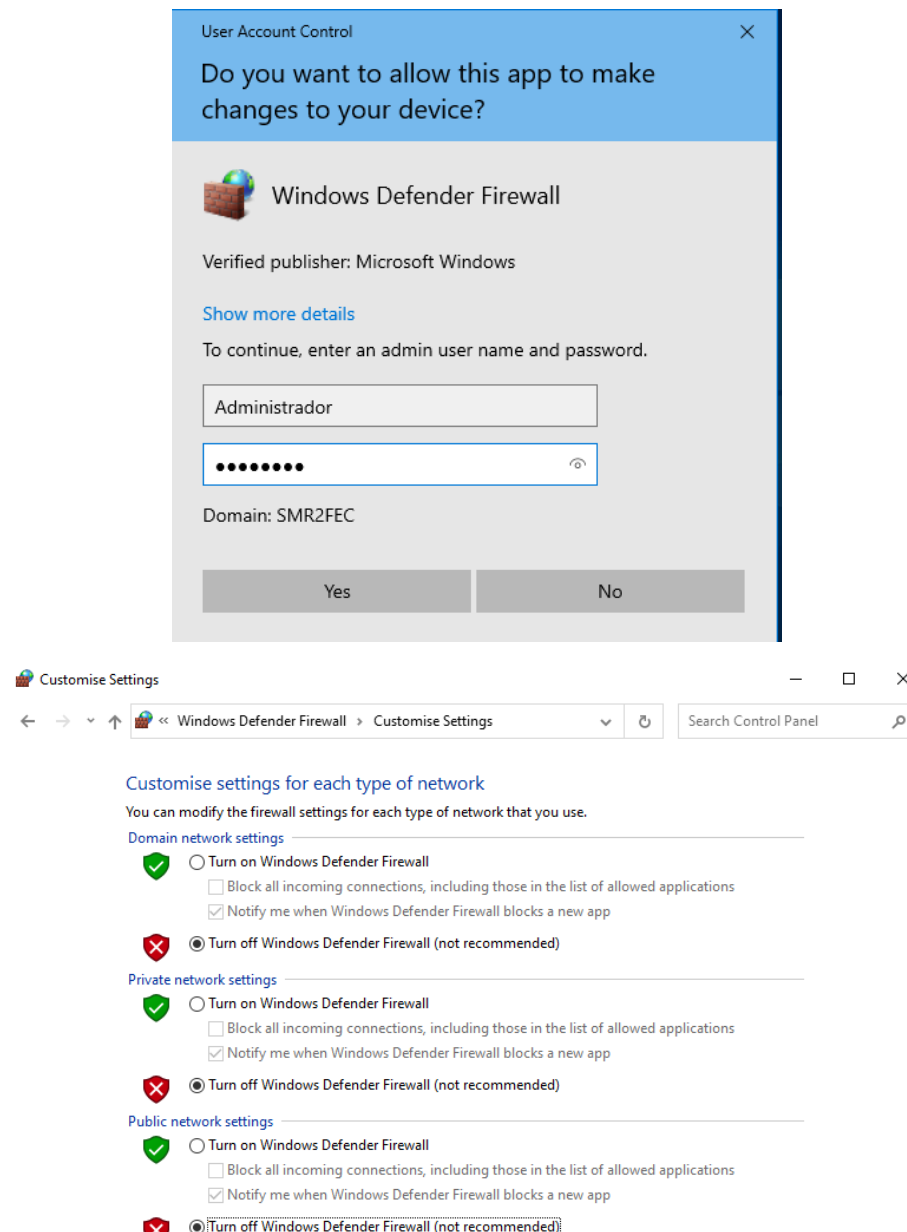 User Account Control
Do you want to allow this app to make
changes to your device?
Windows Defender Firewall
Verified publisher: Microsoft Windows
Show more details
To continue, enter an admin user name and password.
Administrador
••••••••
Domain: SMR2FEC
Yes No
Customise Settings
« Windows Defender Firewall > Customise Settings Search Control Panel
Customise settings for each type of network
You can modify the firewall settings for each type of network that you use.
Domain network settings
Turn on Windows Defender Firewall
Block all incoming connections, including those in the list of allowed applications
Notify me when Windows Defender Firewall blocks a new app
Turn off Windows Defender Firewall (not recommended)
Private network settings
Turn on Windows Defender Firewall
Block all incoming connections, including those in the list of allowed applications
Notify me when Windows Defender Firewall blocks a new app
Turn off Windows Defender Firewall (not recommended)
Public network settings
Turn on Windows Defender Firewall
Block all incoming connections, including those in the list of allowed applications
Notify me when Windows Defender Firewall blocks a new app
Turn off Windows Defender Firewall (not recommended)